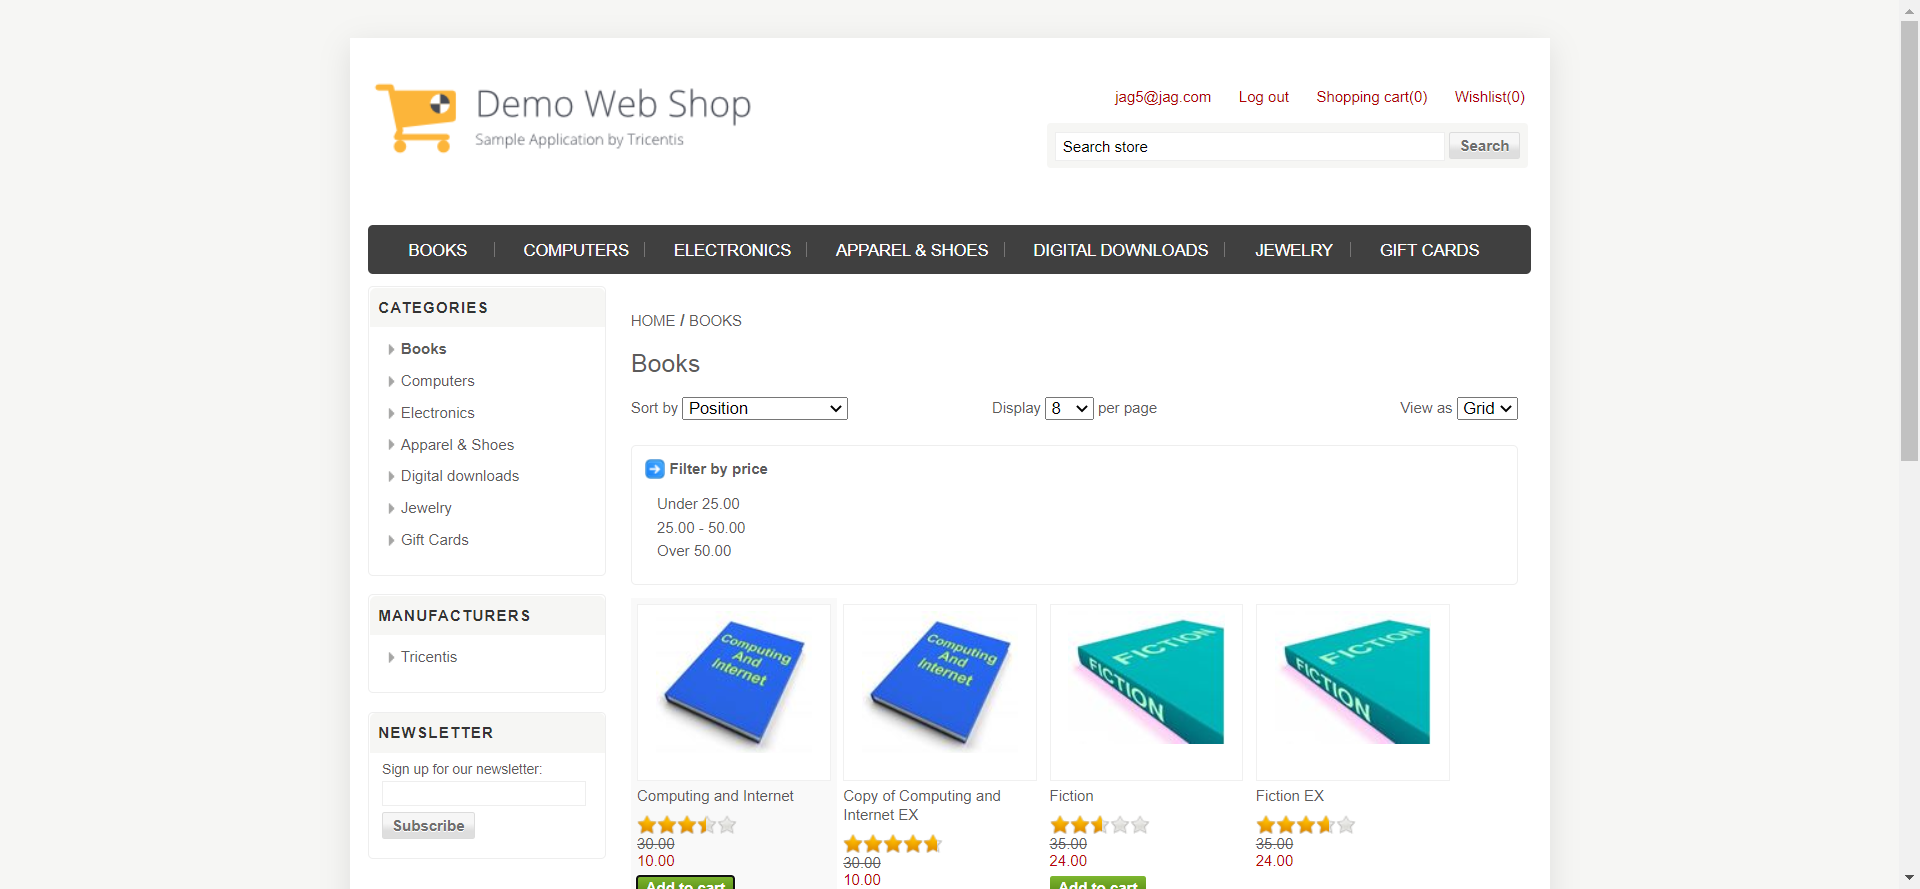 Demo Web Shop
Sample Application by Tricentis
jag5@jag.com Log out Shopping cart(0) Wishlist(0)
Search store Search
BOOKS COMPUTERS ELECTRONICS APPAREL & SHOES DIGITAL DOWNLOADS JEWELRY GIFT CARDS
CATEGORIES
Books
Computers
Electronics
Apparel & Shoes
Digital downloads
Jewelry
Gift Cards
MANUFACTURERS
Tricentis
NEWSLETTER
Sign up for our newsletter:
Subscribe
HOME / BOOKS
Books
Sort by Position Display 8 per page View as Grid
Filter by price
Under 25.00
25.00 - 50.00
Over 50.00
Computing
And
Internet
Computing and Internet
30.00
10.00
Add to cart
Computing
And
Internet
Copy of Computing and
Internet EX
30.00
10.00
FICTION
FICTION
Fiction
35.00
24.00
Add to cart
FICTION
FICTION
Fiction EX
35.00
24.00